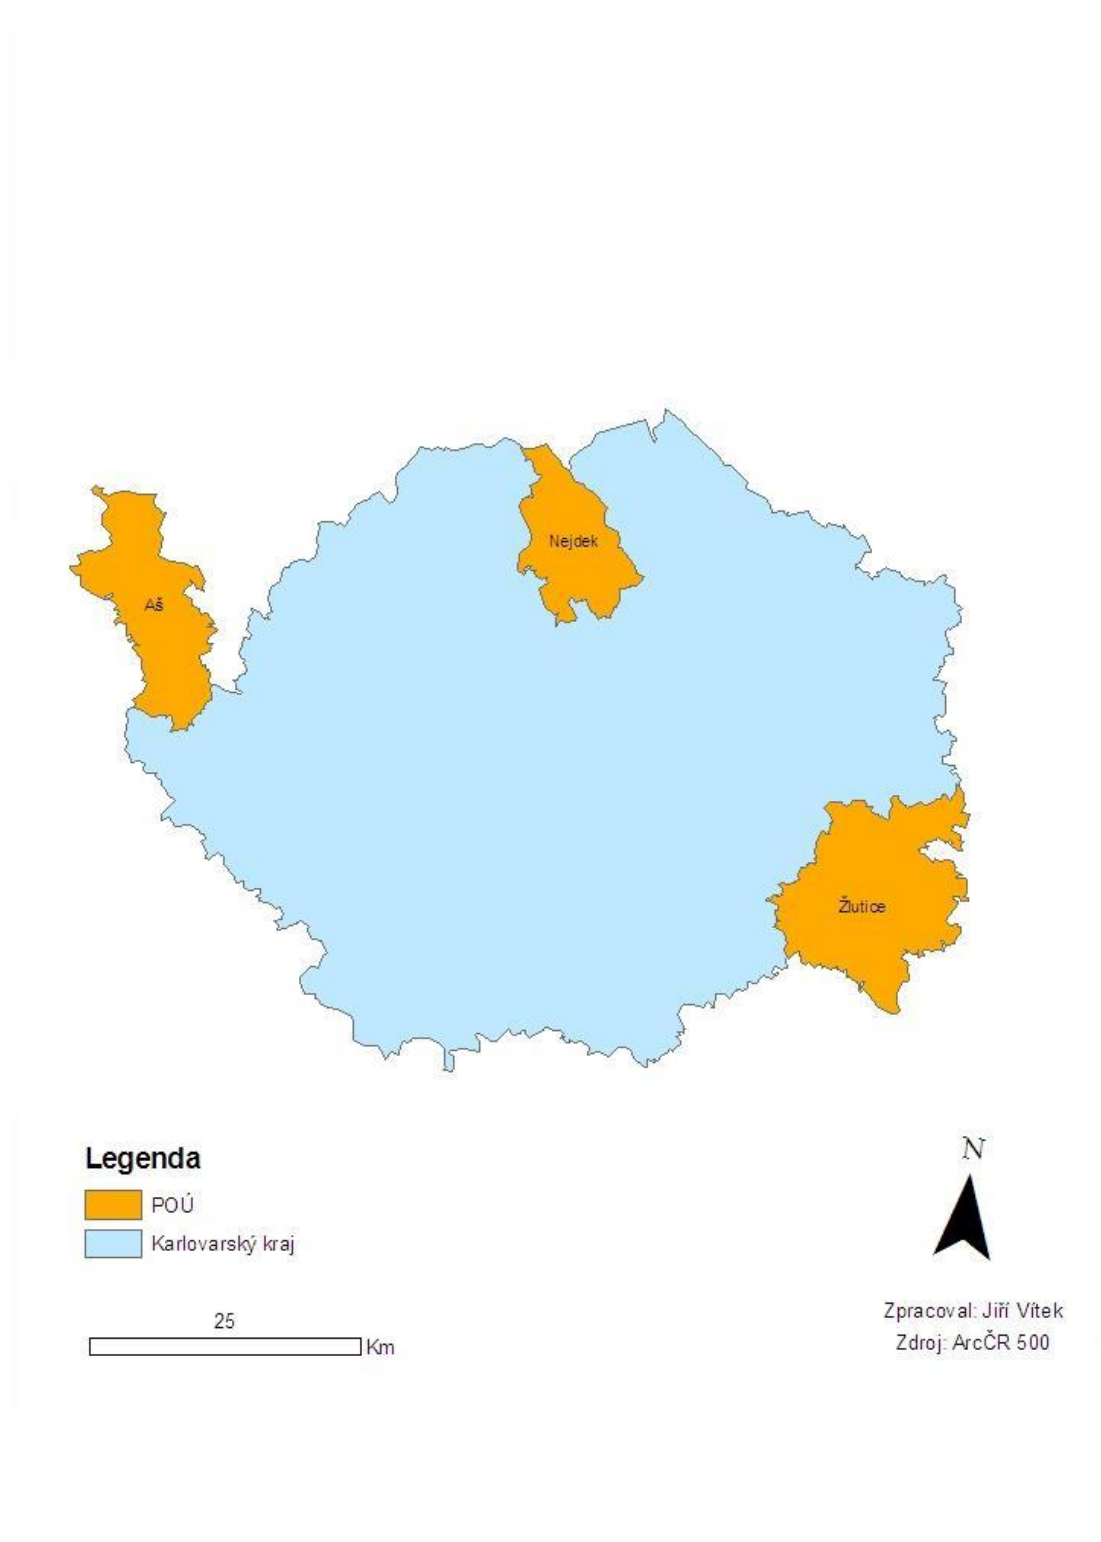 Nejdek
Aš
Žlutice
Legenda
POÚ
Karlovarský kraj
25
Km
N
Zpracoval: Jiří Vítek
Zdroj: ArcČR 500